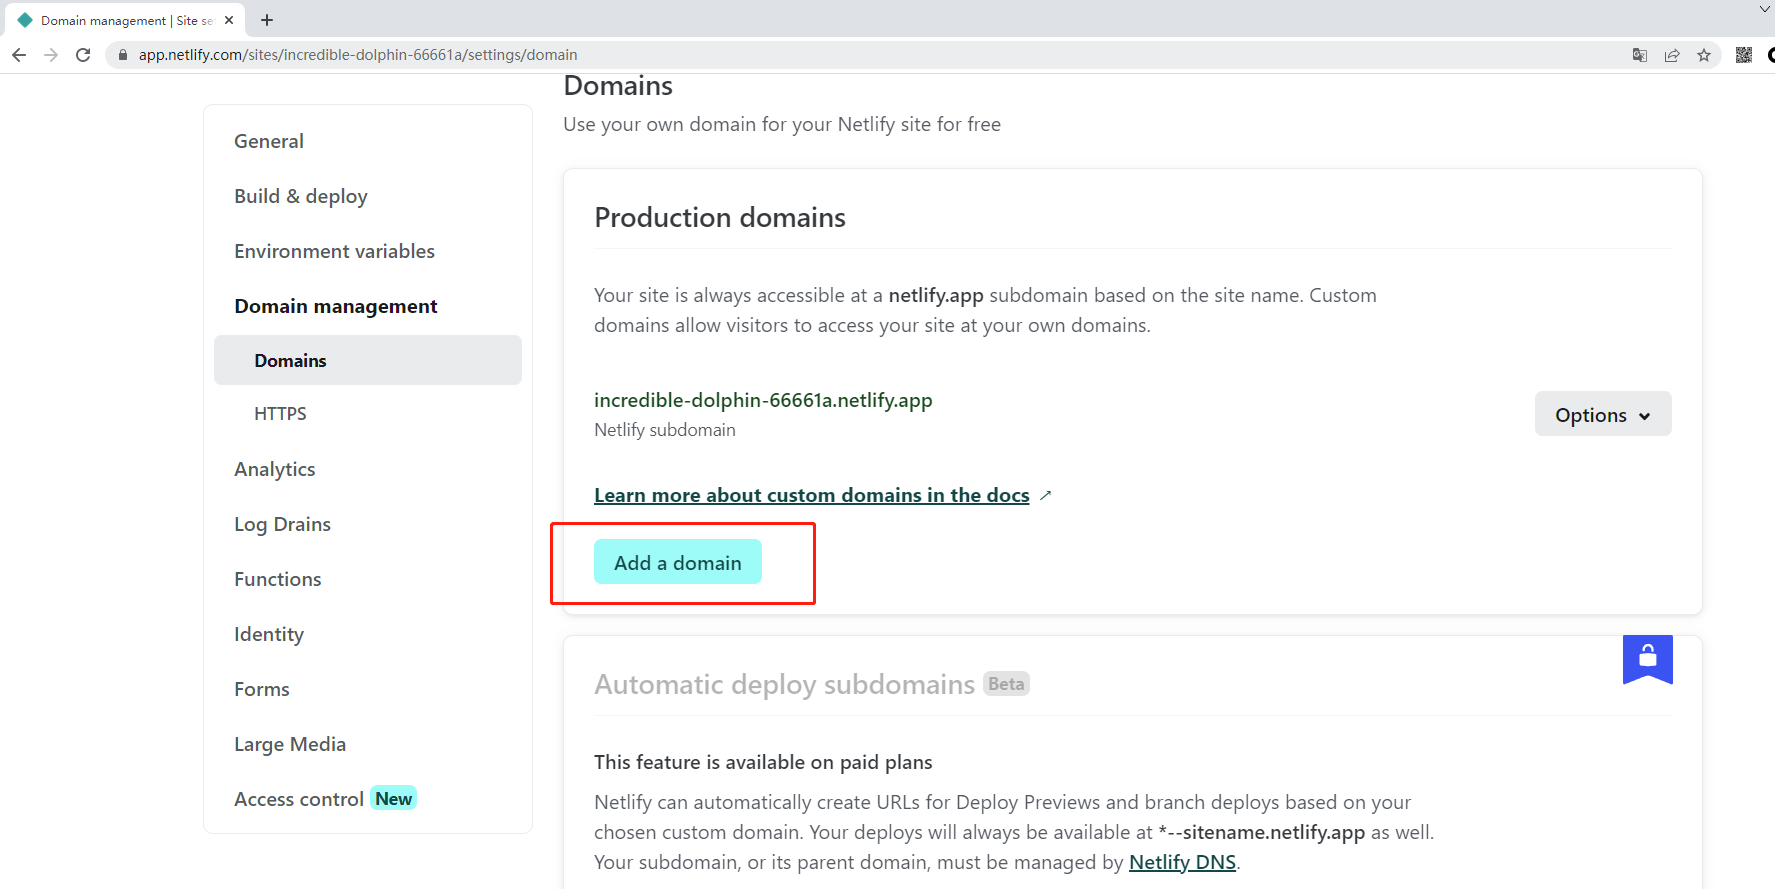 Domain management | Site se
app.netlify.com/sites/incredible-dolphin-66661a/settings/domain
General
Build & deploy
Environment variables
Domain management
Domains
HTTPS
Analytics
Log Drains
Functions
Identity
Forms
Large Media
Access control New
Domains
Use your own domain for your Netlify site for free
Production domains
Your site is always accessible at a netlify.app subdomain based on the site name. Custom
domains allow visitors to access your site at your own domains.
incredible-dolphin-66661a.netlify.app
Netlify subdomain
Options
Learn more about custom domains in the docs
Add a domain
Automatic deploy subdomains Beta
This feature is available on paid plans
Netlify can automatically create URLs for Deploy Previews and branch deploys based on your
chosen custom domain. Your deploys will always be available at *--sitename.netlify.app as well.
Your subdomain, or its parent domain, must be managed by Netlify DNS.